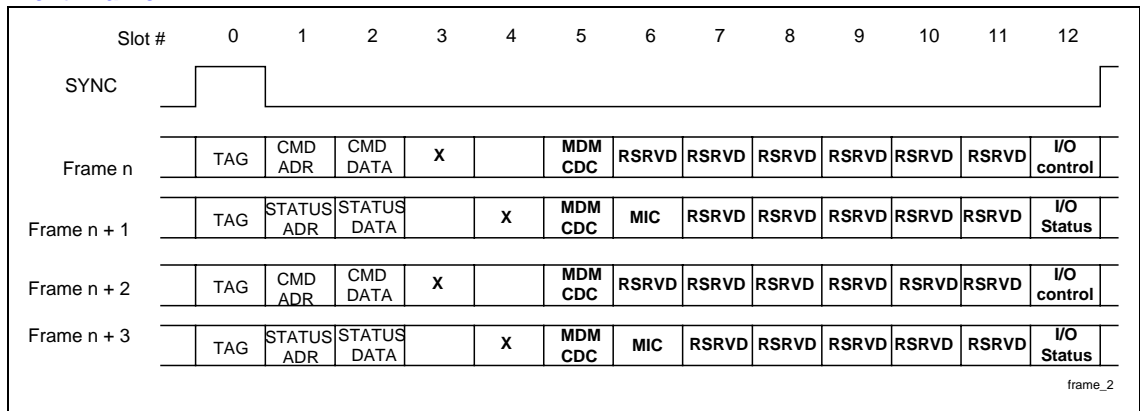 Slot # 0 1 2 3 4 5 6 7 8 9 10 11 12
SYNC
Frame n TAG CMD ADR CMD DATA X MDM CDC RSRVD RSRVD RSRVD RSRVD RSRVD RSRVD I/O control
Frame n + 1 TAG STATUS ADR STATUS DATA X MDM CDC MIC RSRVD RSRVD RSRVD RSRVD RSRVD I/O Status
Frame n + 2 TAG CMD ADR CMD DATA X MDM CDC RSRVD RSRVD RSRVD RSRVD RSRVD RSRVD I/O control
Frame n + 3 TAG STATUS ADR STATUS DATA X MDM CDC MIC RSRVD RSRVD RSRVD RSRVD RSRVD I/O Status
frame_2